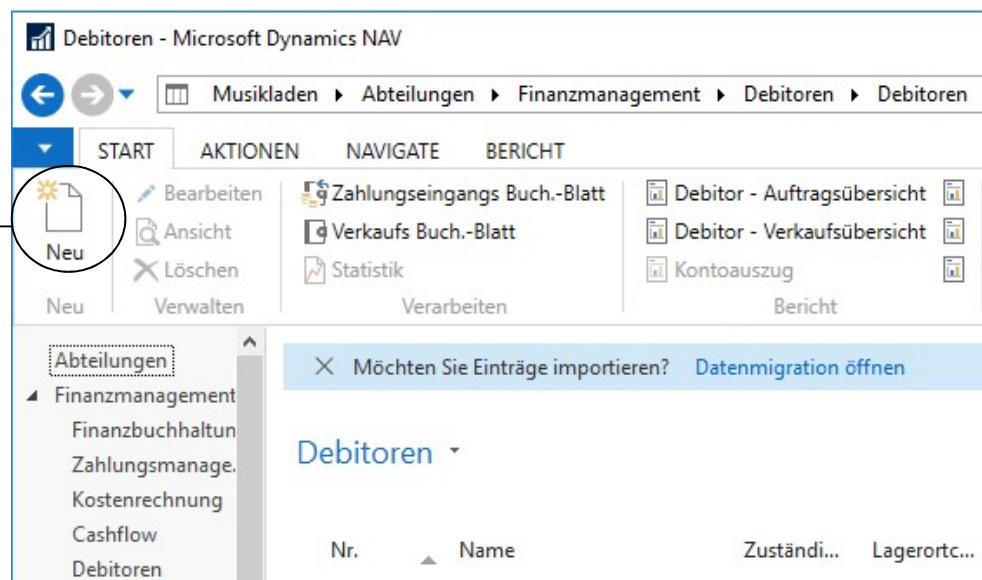 Debitoren - Microsoft Dynamics NAV
Musikladen ▸ Abteilungen ▸ Finanzmanagement ▸ Debitoren ▸ Debitoren
START AKTIONEN NAVIGATE BERICHT
Neu
Bearbeiten
Ansicht
Löschen
Zahlungseingangs Buch.-Blatt
Verkaufs Buch.-Blatt
Statistik
Debitor - Auftragsübersicht
Debitor - Verkaufsübersicht
Kontoauszug
Neu Verwalten Verarbeiten Bericht
Abteilungen
Finanzmanagement
Finanzbuchhaltun
Zahlungsmanage.
Kostenrechnung
Cashflow
Debitoren
Möchten Sie Einträge importieren? Datenmigration öffnen
Debitoren
Nr. Name Zuständi... Lagerortc...